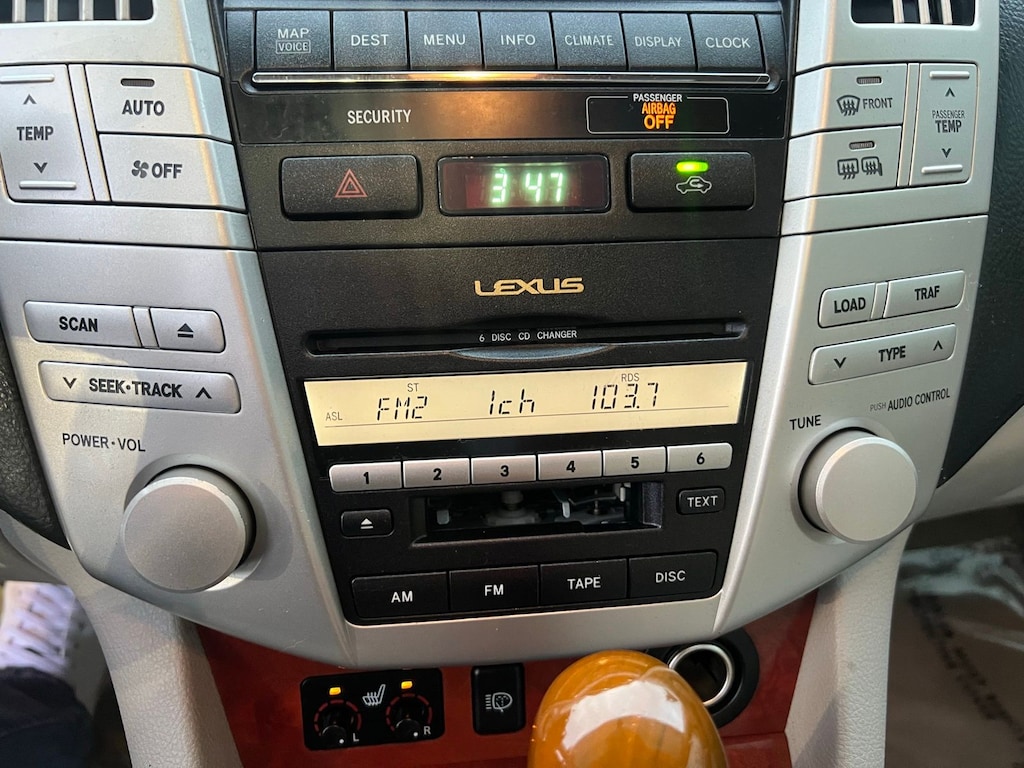 MAP
VOICE
DEST
MENU
INFO
CLIMATE
DISPLAY
CLOCK
TEMP
AUTO
OFF
SECURITY
PASSENGER
AIRBAG
OFF
FRONT
PASSENGER
TEMP
3 47
LEXUS
6 DISC CD CHANGER
SCAN
SEEK•TRACK
POWER•VOL
LOAD
TRAF
TYPE
PUSH AUDIO CONTROL
TUNE
ST
RDS
ASL
FM2 1ch 103.7
1 2 3 4 5 6
TEXT
AM
FM
TAPE
DISC
L
R